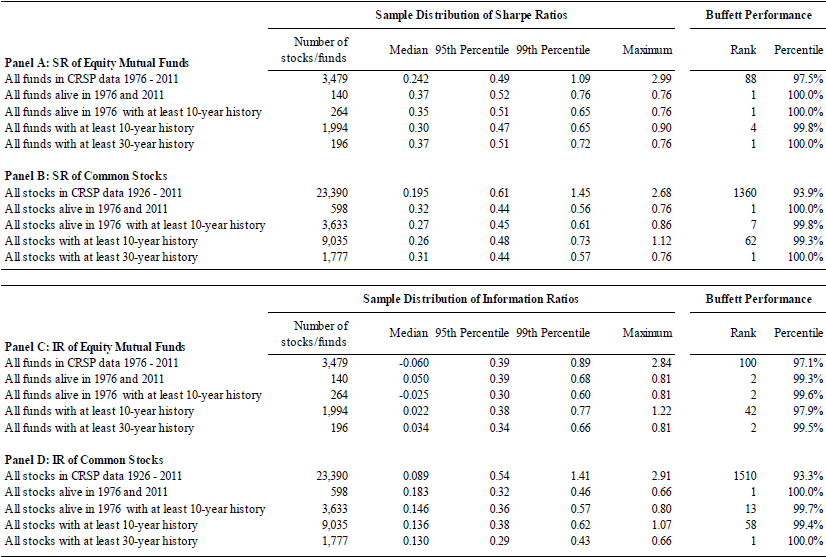 Sample Distribution of Sharpe Ratios Buffett Performance
Number of
Panel A: SR of Equity Mutual Funds stocks/funds Median 95th Percentile 99th Percentile Maximum Rank Percentile
All funds in CRSP data 1976 - 2011 3,479 0.242 0.49 1.09 2.99 88 97.5%
All funds alive in 1976 and 2011 140 0.37 0.52 0.76 0.76 1 100.0%
All funds alive in 1976 with at least 10-year history 264 0.35 0.51 0.65 0.76 1 100.0%
All funds with at least 10-year history 1,994 0.30 0.47 0.65 0.90 4 99.8%
All funds with at least 30-year history 196 0.37 0.51 0.72 0.76 1 100.0%
Panel B: SR of Common Stocks
All stocks in CRSP data 1926 - 2011 23,390 0.195 0.61 1.45 2.68 1360 93.9%
All stocks alive in 1976 and 2011 598 0.32 0.44 0.56 0.76 1 100.0%
All stocks alive in 1976 with at least 10-year history 3,633 0.27 0.45 0.61 0.86 7 99.8%
All stocks with at least 10-year history 9,035 0.26 0.48 0.73 1.12 62 99.3%
All stocks with at least 30-year history 1,777 0.31 0.44 0.57 0.76 1 100.0%
Sample Distribution of Information Ratios Buffett Performance
Number of
Panel C: IR of Equity Mutual Funds stocks/funds Median 95th Percentile 99th Percentile Maximum Rank Percentile
All funds in CRSP data 1976 - 2011 3,479 -0.060 0.39 0.89 2.84 100 97.1%
All funds alive in 1976 and 2011 140 0.050 0.39 0.68 0.81 2 99.3%
All funds alive in 1976 with at least 10-year history 264 -0.025 0.30 0.60 0.81 2 99.6%
All funds with at least 10-year history 1,994 0.022 0.38 0.77 1.22 42 97.9%
All funds with at least 30-year history 196 0.034 0.34 0.66 0.81 2 99.5%
Panel D: IR of Common Stocks
All stocks in CRSP data 1926 - 2011 23,390 0.089 0.54 1.41 2.91 1510 93.3%
All stocks alive in 1976 and 2011 598 0.183 0.32 0.46 0.66 1 100.0%
All stocks alive in 1976 with at least 10-year history 3,633 0.146 0.36 0.57 0.80 13 99.7%
All stocks with at least 10-year history 9,035 0.136 0.38 0.62 1.07 58 99.4%
All stocks with at least 30-year history 1,777 0.130 0.29 0.43 0.66 1 100.0%